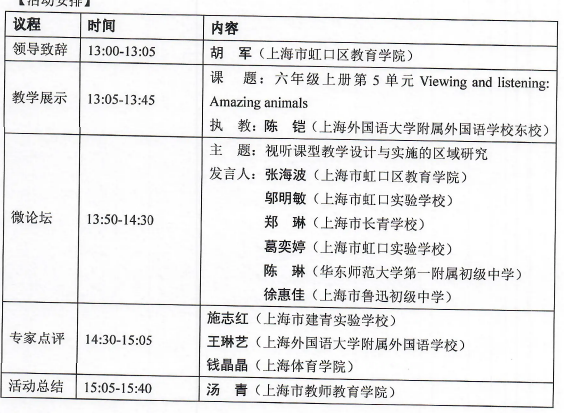 【活动安排】
议程 时间 内容
领导致辞 13:00-13:05 胡 军（上海市虹口区教育学院）
教学展示 13:05-13:45 课 题：六年级上册第 5 单元 Viewing and listening:
Amazing animals
执 教：陈 铠（上海外国语大学附属外国语学校东校）
微论坛 13:50-14:30 主 题：视听课型教学设计与实施的区域研究
发言人：张海波（上海市虹口区教育学院）
邬明敏（上海市虹口实验学校）
郑 琳（上海市长青学校）
葛奕婷（上海市虹口实验学校）
陈 琳（华东师范大学第一附属初级中学）
徐惠佳（上海市鲁迅初级中学）
专家点评 14:30-15:05 施志红（上海市建青实验学校）
王琳艺（上海外国语大学附属外国语学校）
钱晶晶（上海体育学院）
活动总结 15:05-15:40 汤 青（上海市教师教育学院）